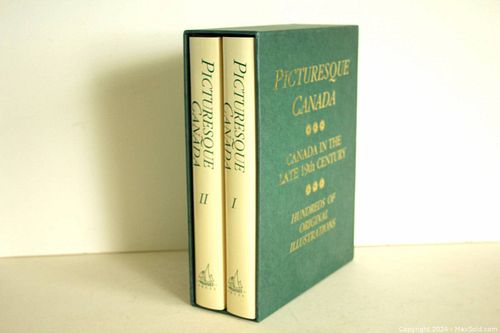 PICTURESQUE
CANADA
II
PICTURESQUE
CANADA
I
PICTURESQUE
CANADA
CANADA IN THE
LATE 19th CENTURY
HUNDREDS OF
ORIGINAL
ILLUSTRATIONS
Copyright 2024 - MaxSold.com